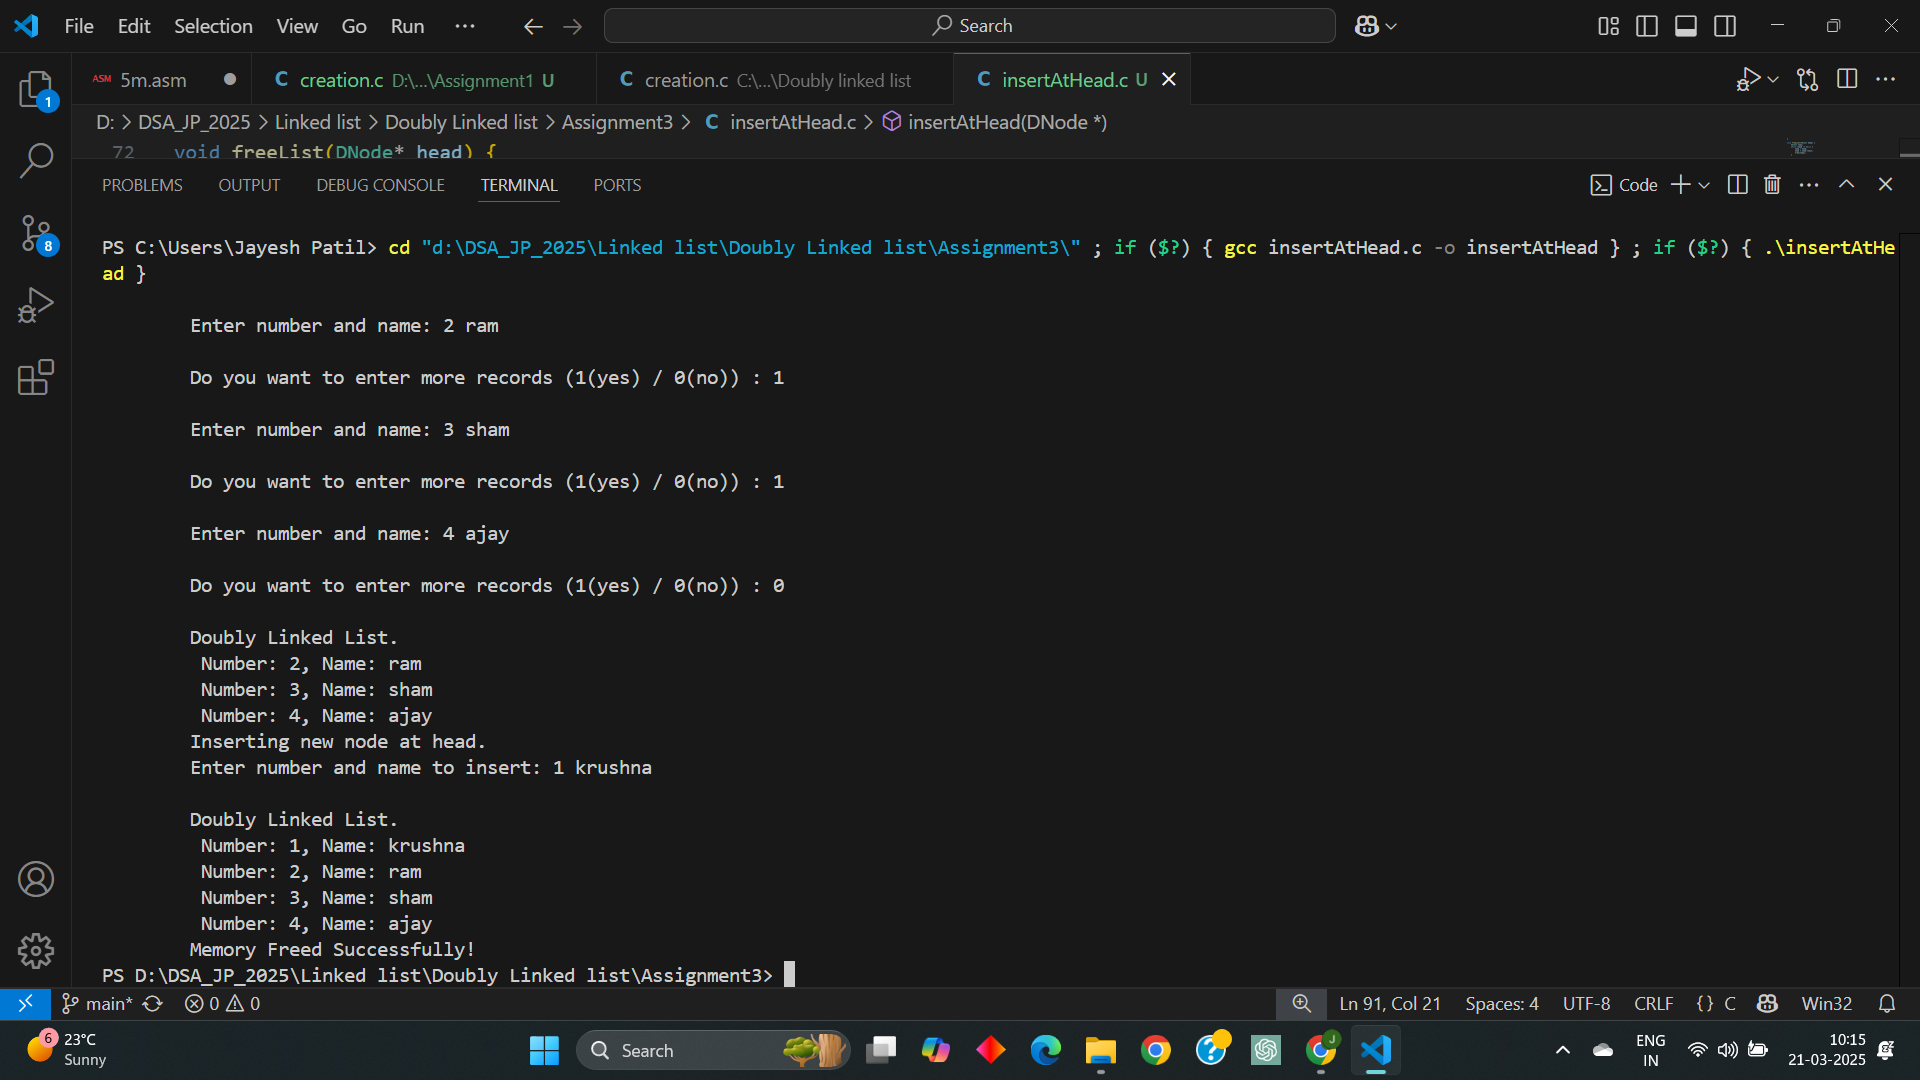 File Edit Selection View Go Run ··· Search
ASM 5m.asm C creation.c D:\...\Assignment1 U C creation.c C:\...\Doubly linked list C insertAtHead.c U
D: > DSA_JP_2025 > Linked list > Doubly Linked list > Assignment3 > C insertAtHead.c > insertAtHead(DNode *)
72 void freeList(DNode* head) {
PROBLEMS OUTPUT DEBUG CONSOLE TERMINAL PORTS Code
1
PS C:\Users\Jayesh Patil> cd "d:\DSA_JP_2025\Linked list\Doubly Linked list\Assignment3\" ; if ($?) { gcc insertAtHead.c -o insertAtHead } ; if ($?) { .\insertAtHe
ad }
8
Enter number and name: 2 ram
Do you want to enter more records (1(yes) / 0(no)) : 1
Enter number and name: 3 sham
Do you want to enter more records (1(yes) / 0(no)) : 1
Enter number and name: 4 ajay
Do you want to enter more records (1(yes) / 0(no)) : 0
Doubly Linked List.
Number: 2, Name: ram
Number: 3, Name: sham
Number: 4, Name: ajay
Inserting new node at head.
Enter number and name to insert: 1 krushna
Doubly Linked List.
Number: 1, Name: krushna
Number: 2, Name: ram
Number: 3, Name: sham
Number: 4, Name: ajay
Memory Freed Successfully!
PS D:\DSA_JP_2025\Linked list\Doubly Linked list\Assignment3>
main* 0 0 Ln 91, Col 21 Spaces: 4 UTF-8 CRLF {} C Win32
6 23°C
Sunny
Search
J
ENG
IN
10:15
21-03-2025